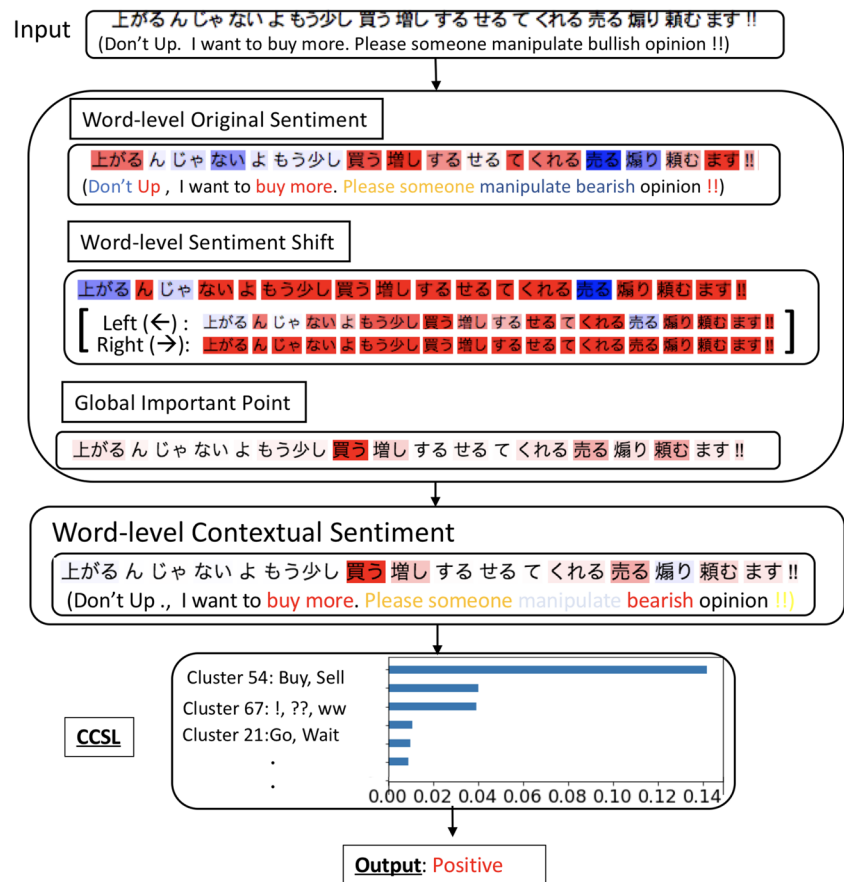 Input
上がる ん じゃ ない よ もう少し 買う 増し する せる て くれる 売る 煽り 頼む ます !!
(Don't Up. I want to buy more. Please someone manipulate bullish opinion !!)
Word-level Original Sentiment
上がる ん じゃ ない よ もう少し 買う 増し する せる て くれる 売る 煽り 頼む ます !!
(Don't Up , I want to buy more. Please someone manipulate bearish opinion !!)
Word-level Sentiment Shift
上がる ん じゃ ない よ もう少し 買う 増し する せる て くれる 売る 煽り 頼む ます !!
[ Left (←) : 上がる ん じゃ ない よ もう少し 買う 増し する せる て くれる 売る 煽り 頼む ます !! ]
Right (→): 上がる ん じゃ ない よ もう少し 買う 増し する せる て くれる 売る 煽り 頼む ます !!
Global Important Point
上がる ん じゃ ない よ もう少し 買う 増し する せる て くれる 売る 煽り 頼む ます !!
Word-level Contextual Sentiment
上がる ん じゃ ない よ もう少し 買う 増し する せる て くれる 売る 煽り 頼む ます !!
(Don't Up ., I want to buy more. Please someone manipulate bearish opinion !!)
CCSL
Cluster 54: Buy, Sell
Cluster 67: !, ??, ww
Cluster 21:Go, Wait
.
.
0.00 0.02 0.04 0.06 0.08 0.10 0.12 0.14
Output: Positive